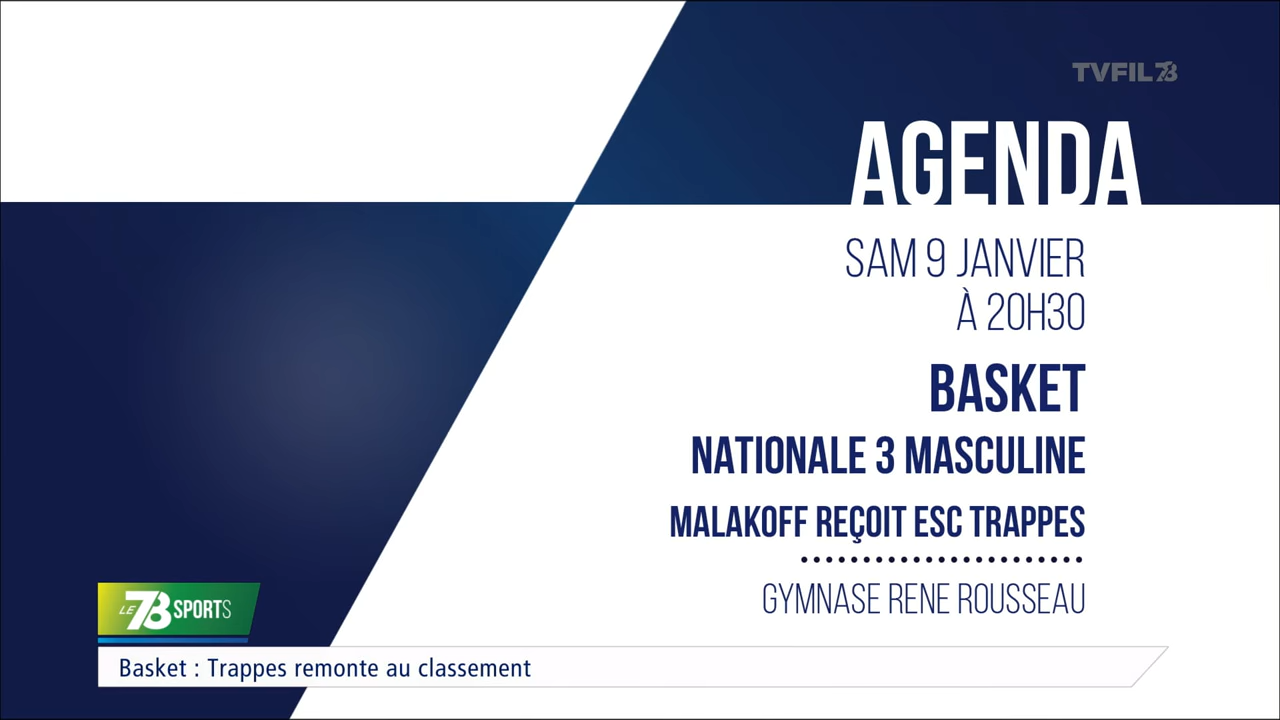 TVFIL78
AGENDA
SAM 9 JANVIER
À 20H30
BASKET
NATIONALE 3 MASCULINE
MALAKOFF REÇOIT ESC TRAPPES
GYMNASE RENE ROUSSEAU
LE 78 SPORTS
Basket : Trappes remonte au classement